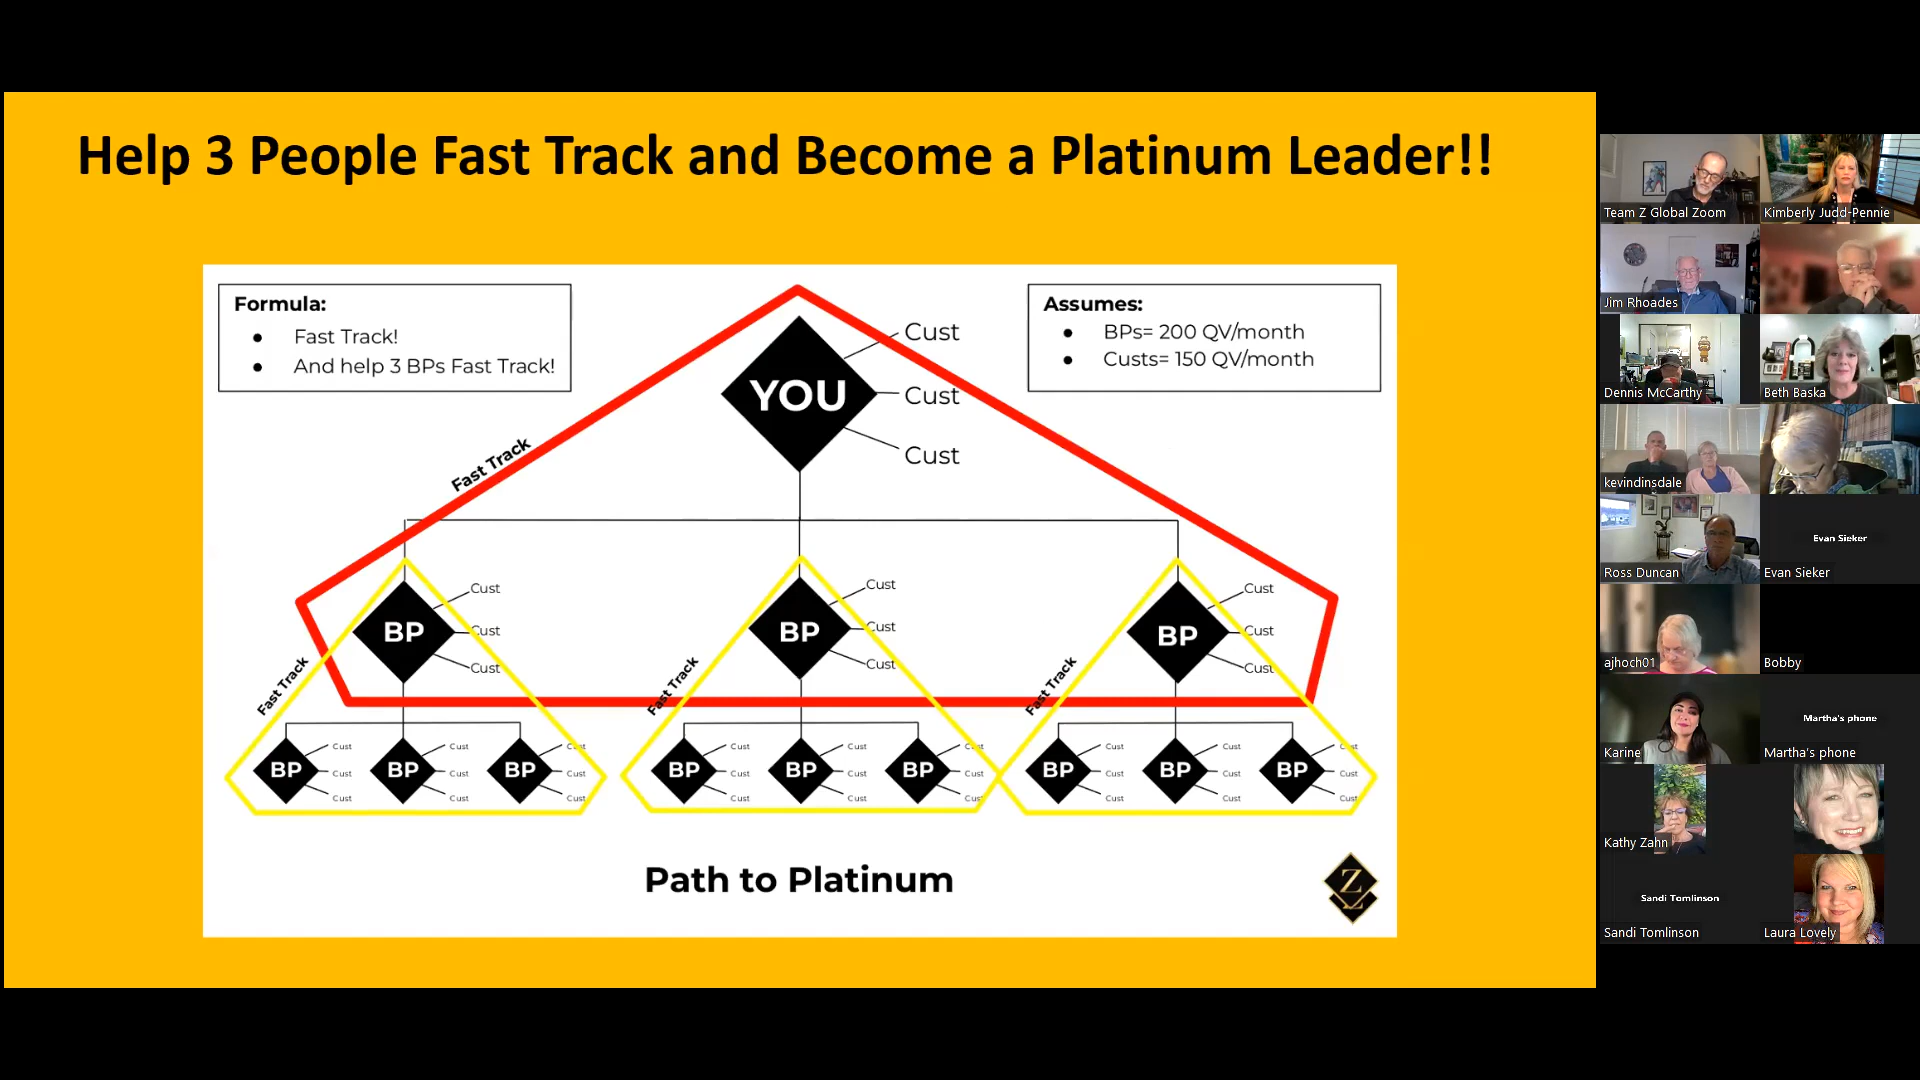 Help 3 People Fast Track and Become a Platinum Leader!!
Formula:
● Fast Track!
● And help 3 BPs Fast Track!
Assumes:
● BPs= 200 QV/month
● Custs= 150 QV/month
YOU
Cust
Cust
Cust
Fast Track
BP
Cust
Cust
Cust
Fast Track
BP
Cust
Cust
Cust
Fast Track
BP
Cust
Cust
Cust
Fast Track
BP
Cust
Cust
Cust
BP
Cust
Cust
Cust
BP
Cust
Cust
Cust
BP
Cust
Cust
Cust
BP
Cust
Cust
Cust
BP
Cust
Cust
Cust
BP
Cust
Cust
Cust
BP
Cust
Cust
Cust
BP
Cust
Cust
Cust
Path to Platinum
Z
Team Z Global Zoom
Kimberly Judd-Pennie
Jim Rhoades
Dennis McCarthy
Beth Baska
kevindinsdale
Ross Duncan
Evan Sieker
Evan Sieker
ajhoch01
Bobby
Karine
Martha's phone
Martha's phone
Kathy Zahn
Sandi Tomlinson
Sandi Tomlinson
Laura Lovely